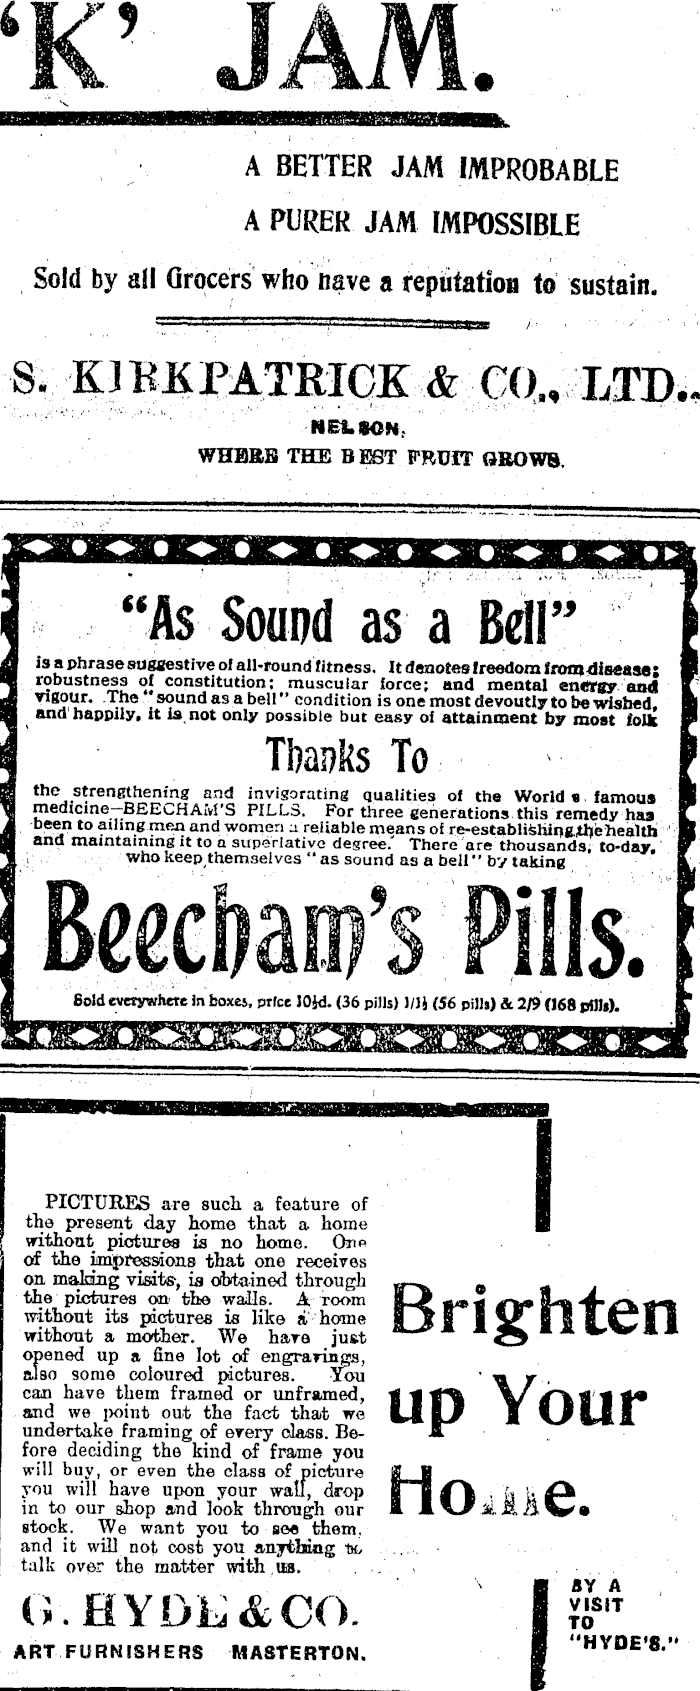 'K' JAM.
A BETTER JAM IMPROBABLE
A PURER JAM IMPOSSIBLE
Sold by all Grocers who have a reputation to sustain.
S. KIRKPATRICK & CO., LTD.,
NELSON,
WHERE THE BEST FRUIT GROWS.
"As Sound as a Bell"
is a phrase suggestive of all-round fitness. It denotes freedom from disease;
robustness of constitution; muscular force; and mental energy and
vigour. The "sound as a bell" condition is one most devoutly to be wished,
and happily, it is not only possible but easy of attainment by most folk
Thanks To
the strengthening and invigorating qualities of the World s famous
medicine—BEECHAM'S PILLS. For three generations this remedy has
been to ailing men and women a reliable means of re-establishing the health
and maintaining it to a superlative degree. There are thousands, to-day,
who keep themselves "as sound as a bell" by taking
Beecham's Pills.
Sold everywhere in boxes, price 10½d. (36 pills) 1/1½ (56 pills) & 2/9 (168 pills).
PICTURES are such a feature of
the present day home that a home
without pictures is no home. One
of the impressions that one receives
on making visits, is obtained through
the pictures on the walls. A room
without its pictures is like a home
without a mother. We have just
opened up a fine lot of engravings,
also some coloured pictures. You
can have them framed or unframed,
and we point out the fact that we
undertake framing of every class. Be-
fore deciding the kind of frame you
will buy, or even the class of picture
you will have upon your wall, drop
in to our shop and look through our
stock. We want you to see them,
and it will not cost you anything to
talk over the matter with us.
G. HYDE & CO.
ART FURNISHERS MASTERTON.
Brighten
up Your
Home.
BY A
VISIT
TO
"HYDE'S."